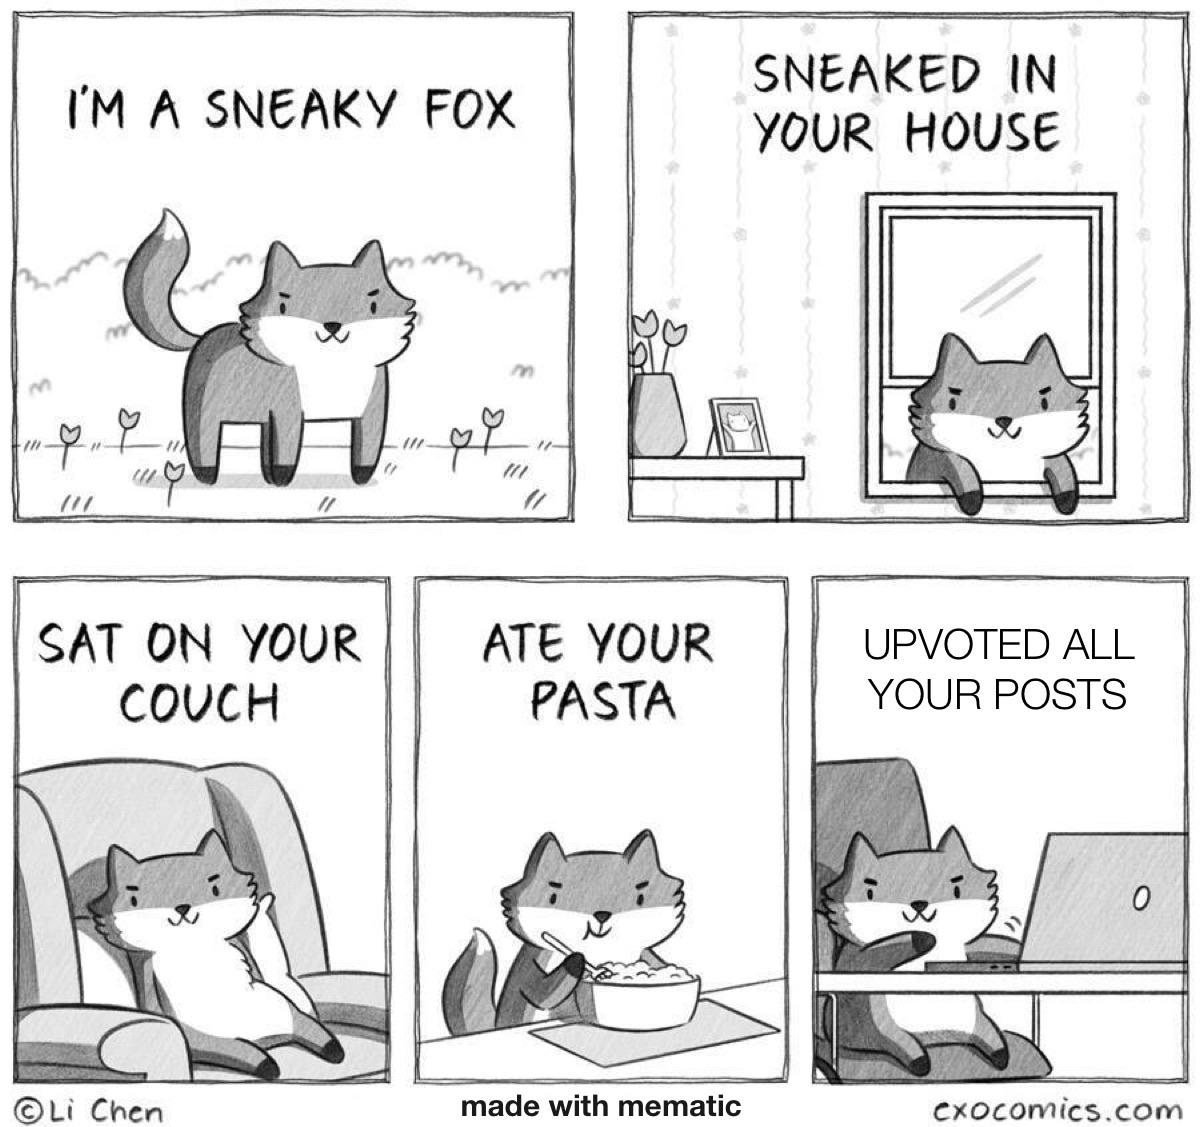 I'M A SNEAKY FOX
SNEAKED IN
YOUR HOUSE
SAT ON YOUR
COUCH
ATE YOUR
PASTA
UPVOTED ALL
YOUR POSTS
©Li Chen
made with mematic
exocomics.com